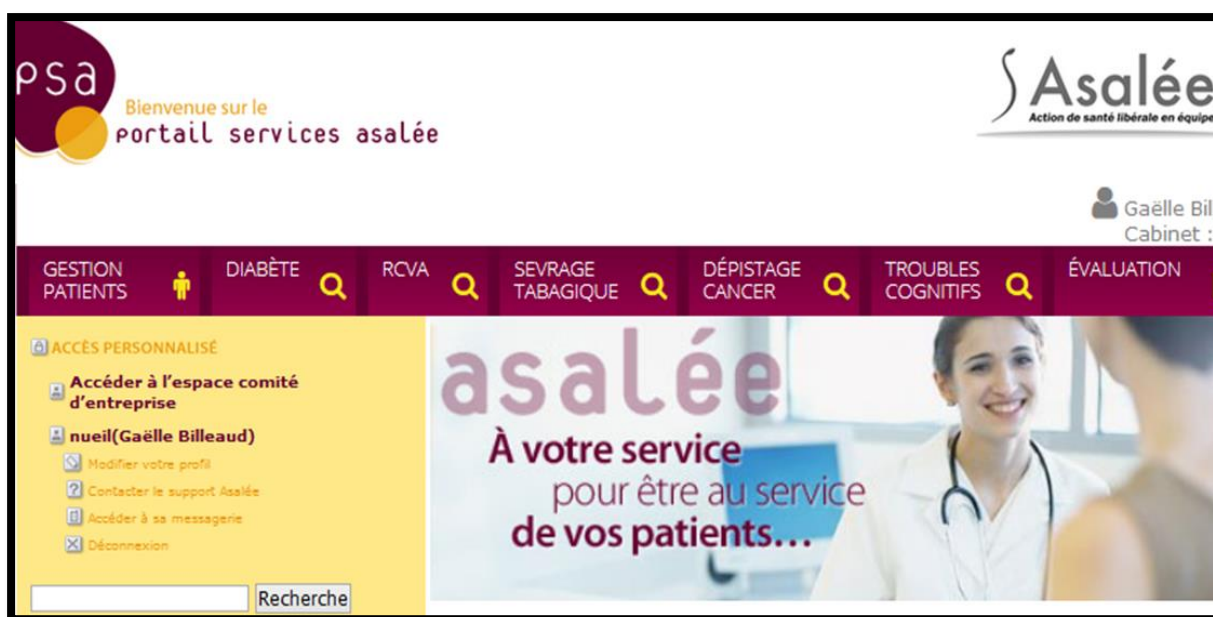 psa
Bienvenue sur le
portail services asalée
Asalée
Action de santé libérale en équipe
Gaëlle Bil
Cabinet :
GESTION
PATIENTS
DIABÈTE
RCVA
SEVRAGE
TABAGIQUE
DÉPISTAGE
CANCER
TROUBLES
COGNITIFS
ÉVALUATION
ACCÈS PERSONNALISÉ
Accéder à l’espace comité
d’entreprise
nueil(Gaëlle Billeaud)
Modifier votre profil
Contacter le support Asalée
Accéder à sa messagerie
Déconnexion
Recherche
asalée
À votre service
pour être au service
de vos patients...